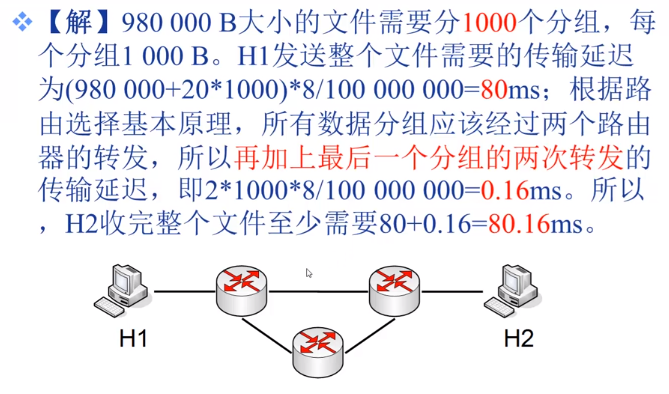 【解】980 000 B大小的文件需要分1000个分组，每
个分组1 000 B。H1发送整个文件需要的传输延迟
为(980 000+20*1000)*8/100 000 000=80ms；根据路
由选择基本原理，所有数据分组应该经过两个路由
器的转发，所以再加上最后一个分组的两次转发的
传输延迟，即2*1000*8/100 000 000=0.16ms。所以
，H2收完整个文件至少需要80+0.16=80.16ms。
H1
H2